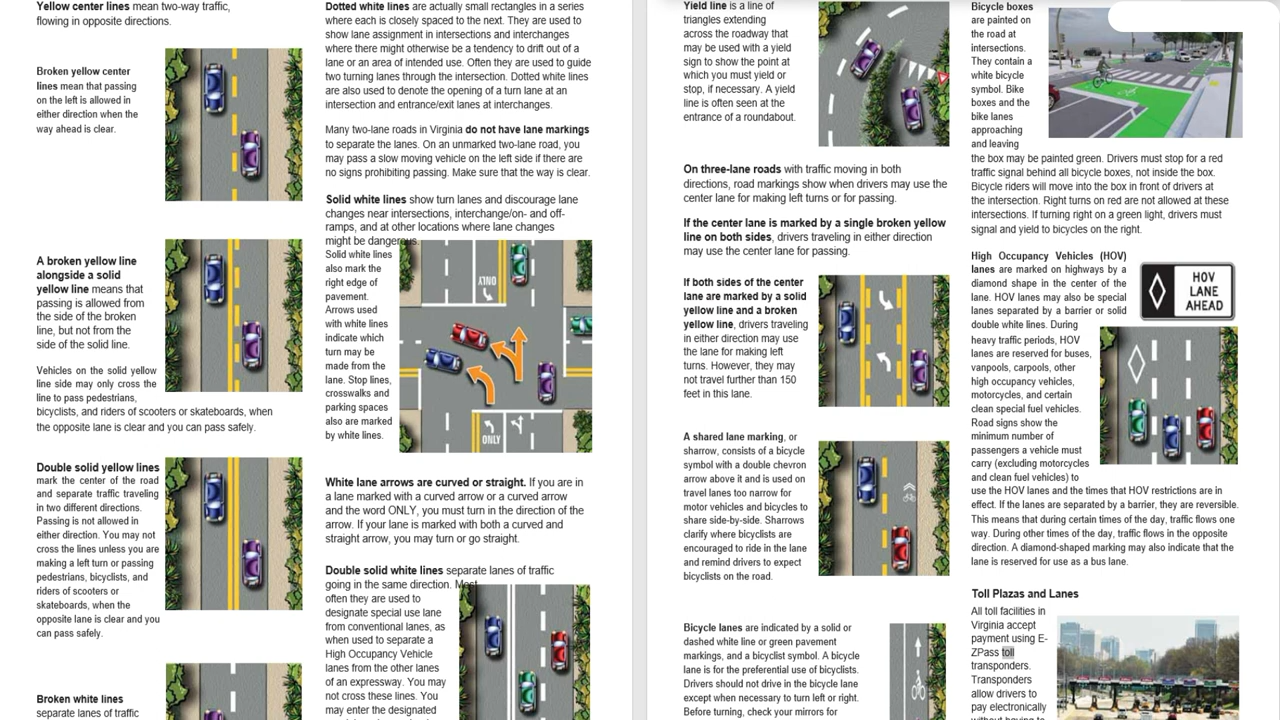 Yellow center lines mean two-way traffic,
flowing in opposite directions.
Broken yellow center
lines mean that passing
on the left is allowed in
either direction when the
way ahead is clear.
A broken yellow line
alongside a solid
yellow line means that
passing is allowed from
the side of the broken
line, but not from the
side of the solid line.
Vehicles on the solid yellow
line side may only cross the
line to pass pedestrians,
bicyclists, and riders of scooters or skateboards, when
the opposite lane is clear and you can pass safely.
Double solid yellow lines
mark the center of the road
and separate traffic traveling
in two different directions.
Passing is not allowed in
either direction. You may not
cross the lines unless you are
making a left turn or passing
pedestrians, bicyclists, and
riders of scooters or
skateboards, when the
opposite lane is clear and you
can pass safely.
Broken white lines
separate lanes of traffic
Dotted white lines are actually small rectangles in a series
where each is closely spaced to the next. They are used to
show lane assignment in intersections and interchanges
where there might otherwise be a tendency to drift out of a
lane or an area of intended use. Often they are used to guide
two turning lanes through the intersection. Dotted white lines
are also used to denote the opening of a turn lane at an
intersection and entrance/exit lanes at interchanges.
Many two-lane roads in Virginia do not have lane markings
to separate the lanes. On an unmarked two-lane road, you
may pass a slow moving vehicle on the left side if there are
no signs prohibiting passing. Make sure that the way is clear.
Solid white lines show turn lanes and discourage lane
changes near intersections, interchange/on- and off-
ramps, and at other locations where lane changes
might be dangerous.
Solid white lines
also mark the
right edge of
pavement.
Arrows used
with white lines
indicate which
turn may be
made from the
lane. Stop lines,
crosswalks and
parking spaces
also are marked
by white lines.
ONLY
ONLY
White lane arrows are curved or straight. If you are in
a lane marked with a curved arrow or a curved arrow
and the word ONLY, you must turn in the direction of the
arrow. If your lane is marked with both a curved and
straight arrow, you may turn or go straight.
Double solid white lines separate lanes of traffic
going in the same direction. Most
often they are used to
designate special use lane
from conventional lanes, as
when used to separate a
High Occupancy Vehicle
lanes from the other lanes
of an expressway. You may
not cross these lines. You
may enter the designated
Yield line is a line of
triangles extending
across the roadway that
may be used with a yield
sign to show the point at
which you must yield or
stop, if necessary. A yield
line is often seen at the
entrance of a roundabout.
On three-lane roads with traffic moving in both
directions, road markings show when drivers may use the
center lane for making left turns or for passing.
If the center lane is marked by a single broken yellow
line on both sides, drivers traveling in either direction
may use the center lane for passing.
If both sides of the center
lane are marked by a solid
yellow line and a broken
yellow line, drivers traveling
in either direction may use
the lane for making left
turns. However, they may
not travel further than 150
feet in this lane.
A shared lane marking, or
sharrow, consists of a bicycle
symbol with a double chevron
arrow above it and is used on
travel lanes too narrow for
motor vehicles and bicycles to
share side-by-side. Sharrows
clarify where bicyclists are
encouraged to ride in the lane
and remind drivers to expect
bicyclists on the road.
Bicycle lanes are indicated by a solid or
dashed white line or green pavement
markings, and a bicyclist symbol. A bicycle
lane is for the preferential use of bicyclists.
Drivers should not drive in the bicycle lane
except when necessary to turn left or right.
Before turning, check your mirrors for
Bicycle boxes
are painted on
the road at
intersections.
They contain a
white bicycle
symbol. Bike
boxes and the
bike lanes
approaching
and leaving
the box may be painted green. Drivers must stop for a red
traffic signal behind all bicycle boxes, not inside the box.
Bicycle riders will move into the box in front of drivers at
the intersection. Right turns on red are not allowed at these
intersections. If turning right on a green light, drivers must
signal and yield to bicycles on the right.
High Occupancy Vehicles (HOV)
lanes are marked on highways by a
diamond shape in the center of the
lane. HOV lanes may also be special
lanes separated by a barrier or solid
double white lines. During
heavy traffic periods, HOV
lanes are reserved for buses,
vanpools, carpools, other
high occupancy vehicles,
motorcycles, and certain
clean special fuel vehicles.
Road signs show the
minimum number of
passengers a vehicle must
carry (excluding motorcycles
and clean fuel vehicles) to
use the HOV lanes and the times that HOV restrictions are in
effect. If the lanes are separated by a barrier, they are reversible.
This means that during certain times of the day, traffic flows one
way. During other times of the day, traffic flows in the opposite
direction. A diamond-shaped marking may also indicate that the
lane is reserved for use as a bus lane.
HOV
LANE
AHEAD
Toll Plazas and Lanes
All toll facilities in
Virginia accept
payment using E-
ZPass toll
transponders.
Transponders
allow drivers to
pay electronically
without having to